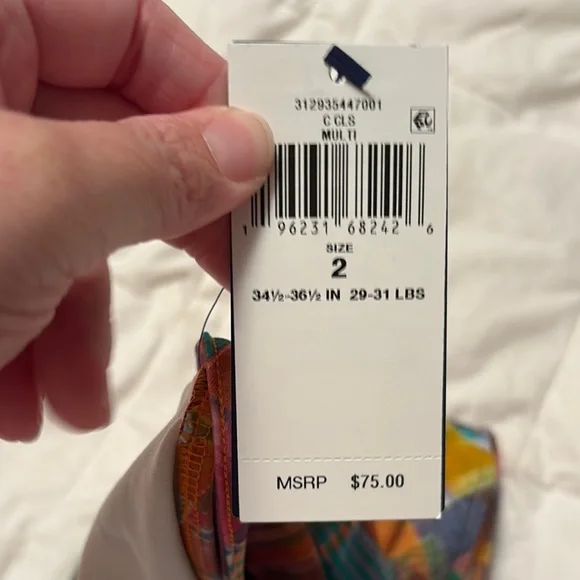 312935447001
C CLS
MULTI
1 96231 68242 6
SIZE
2
34½-36½ IN 29-31 LBS
MSRP $75.00